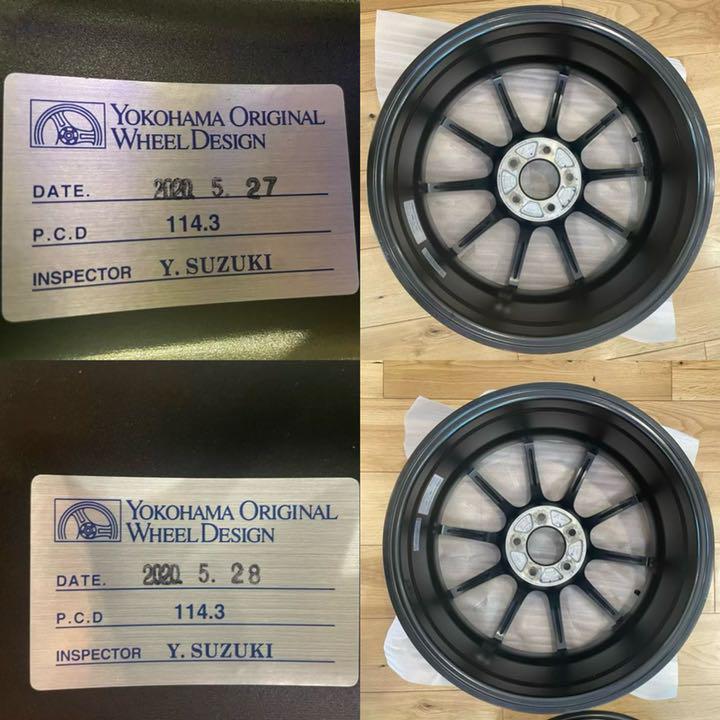 YOKOHAMA ORIGINAL
WHEEL DESIGN
DATE. 2020. 5. 27
P.C.D 114.3
INSPECTOR Y. SUZUKI
YOKOHAMA ORIGINAL
WHEEL DESIGN
DATE. 2020. 5. 28
P.C.D 114.3
INSPECTOR Y. SUZUKI